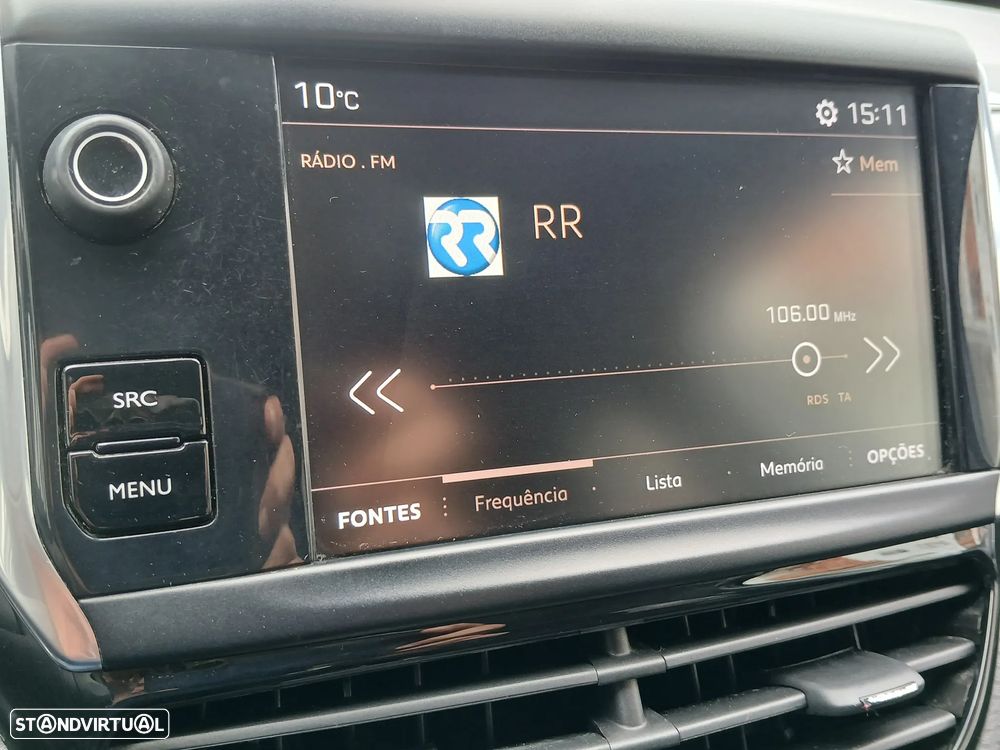 10°C
15:11
RÁDIO . FM
Mem
RR
RR
106.00 MHz
RDS TA
SRC
MENU
FONTES
Frequência
Lista
Memória
OPÇÕES
STANDVIRTUAL